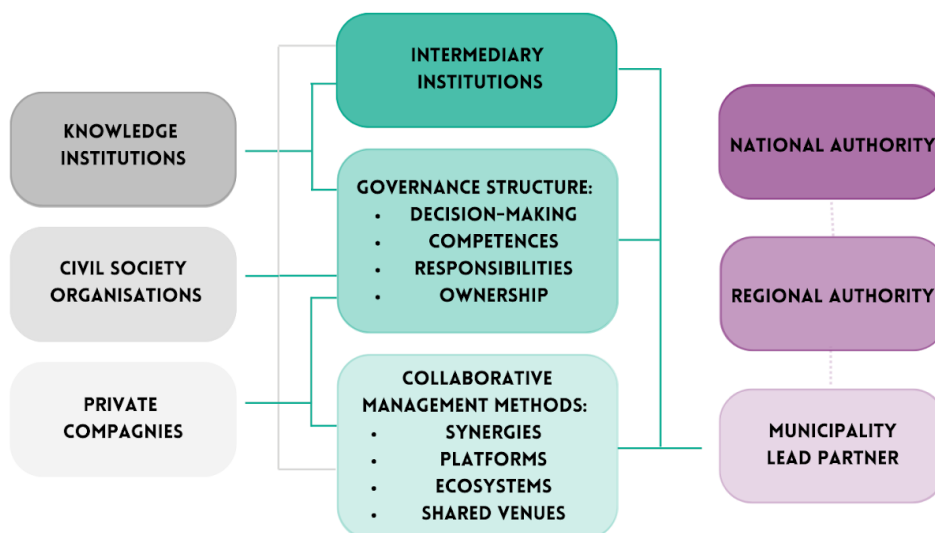 INTERMEDIARY
INSTITUTIONS
KNOWLEDGE
INSTITUTIONS
NATIONAL AUTHORITY
GOVERNANCE STRUCTURE:
• DECISION-MAKING
• COMPETENCES
• RESPONSIBILITIES
• OWNERSHIP
CIVIL SOCIETY
ORGANISATIONS
REGIONAL AUTHORITY
COLLABORATIVE
MANAGEMENT METHODS:
• SYNERGIES
• PLATFORMS
• ECOSYSTEMS
• SHARED VENUES
PRIVATE
COMPAGNIES
MUNICIPALITY
LEAD PARTNER